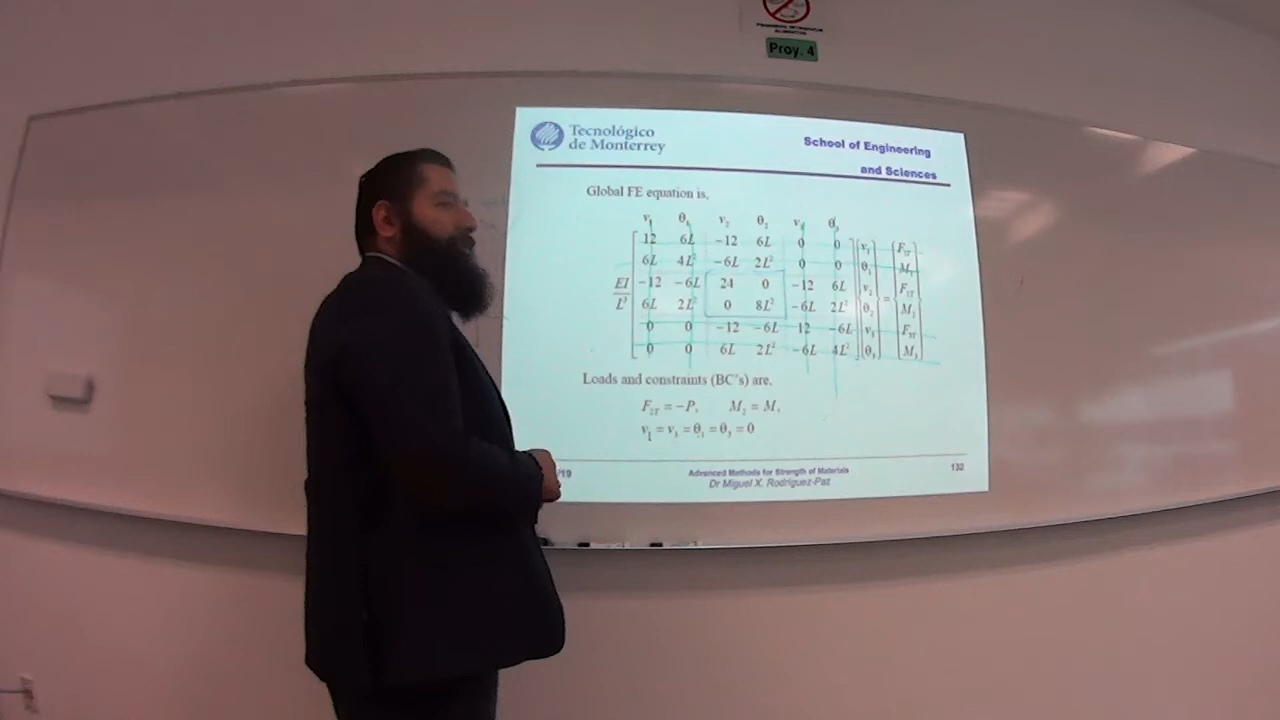 Proy. 4
Tecnológico
de Monterrey
School of Engineering
and Sciences
Global FE equation is,
v₁ θ₁ v₂ θ₂ v₃ θ₃
12 6L −12 6L 0 0 v₁ F₁Y
6L 4L² −6L 2L² 0 0 θ₁ M₁
EI −12 −6L 24 0 −12 6L v₂ = F₂Y
L³ 6L 2L² 0 8L² −6L 2L² θ₂ M₂
0 0 −12 −6L 12 −6L v₃ F₃Y
0 0 6L 2L² −6L 4L² θ₃ M₃
Loads and constraints (BC's) are,
F₂Y = −P, M₂ = M,
v₁ = v₃ = θ₁ = θ₃ = 0
/19
Advanced Methods for Strength of Materials
Dr Miguel X. Rodríguez-Paz
132